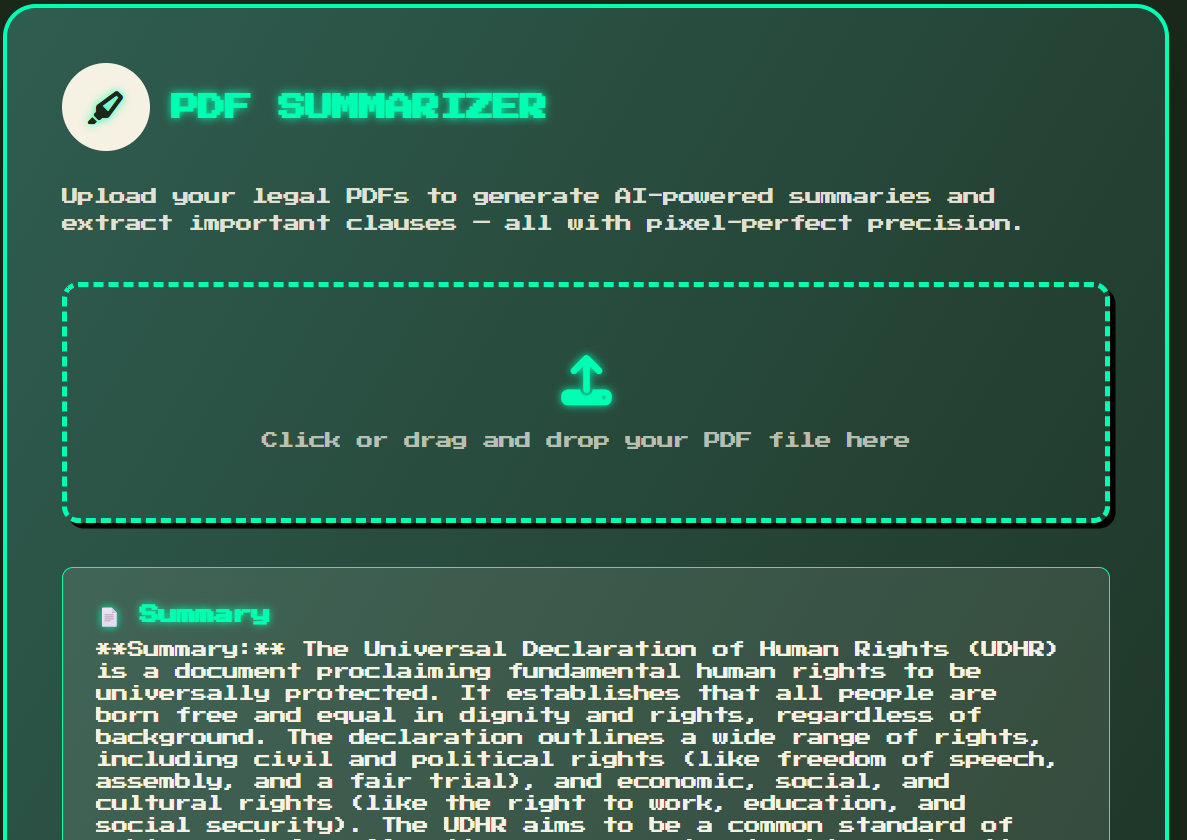 PDF SUMMARIZER
Upload your legal PDFs to generate AI-powered summaries and
extract important clauses — all with pixel-perfect precision.
Click or drag and drop your PDF file here
Summary
**Summary:** The Universal Declaration of Human Rights (UDHR)
is a document proclaiming fundamental human rights to be
universally protected. It establishes that all people are
born free and equal in dignity and rights, regardless of
background. The declaration outlines a wide range of rights,
including civil and political rights (like freedom of speech,
assembly, and a fair trial), and economic, social, and
cultural rights (like the right to work, education, and
social security). The UDHR aims to be a common standard of